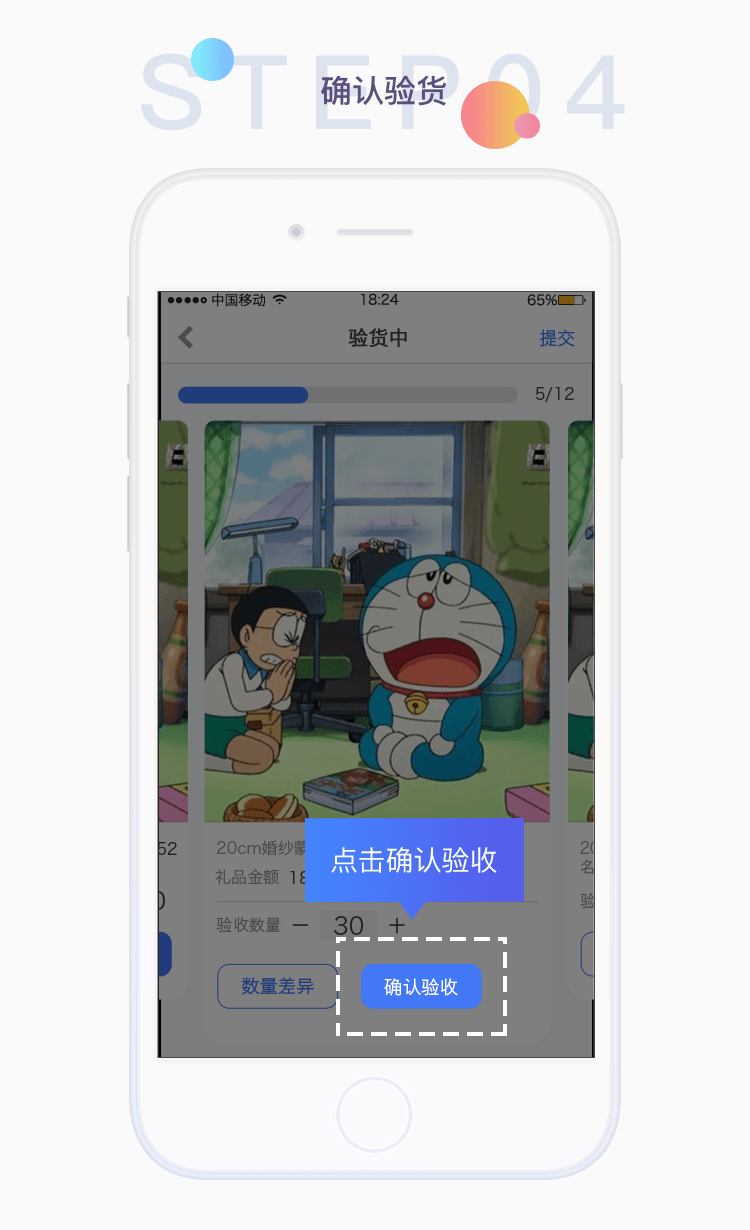 STEP04
确认验货
中国移动 18:24 65%
验货中 提交
5/12
52 20cm婚纱蒙 20
礼品金额 18 名
点击确认验收
0 验收数量 − 30 + 验
数量差异 确认验收